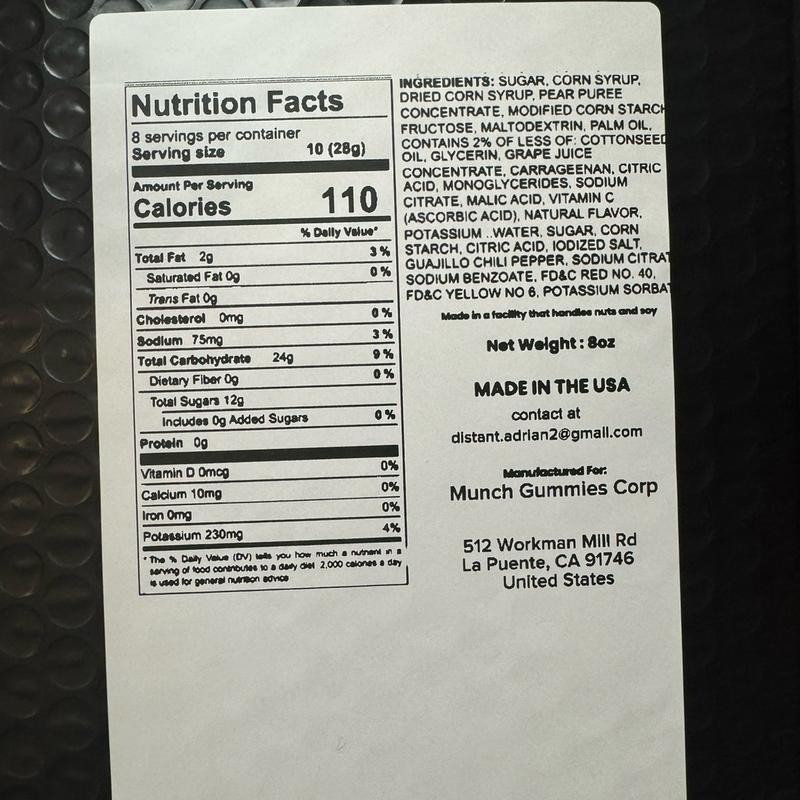 Nutrition Facts
8 servings per container
Serving size 10 (28g)
Amount Per Serving
Calories 110
% Daily Value*
Total Fat 2g 3%
Saturated Fat 0g 0%
Trans Fat 0g
Cholesterol 0mg 0%
Sodium 75mg 3%
Total Carbohydrate 24g 9%
Dietary Fiber 0g 0%
Total Sugars 12g
Includes 0g Added Sugars 0%
Protein 0g
Vitamin D 0mcg 0%
Calcium 10mg 0%
Iron 0mg 0%
Potassium 230mg 4%
* The % Daily Value (DV) tells you how much a nutrient in a
serving of food contributes to a daily diet. 2,000 calories a day
is used for general nutrition advice
INGREDIENTS: SUGAR, CORN SYRUP,
DRIED CORN SYRUP, PEAR PUREE
CONCENTRATE, MODIFIED CORN STARCH
FRUCTOSE, MALTODEXTRIN, PALM OIL,
CONTAINS 2% OF LESS OF: COTTONSEED
OIL, GLYCERIN, GRAPE JUICE
CONCENTRATE, CARRAGEENAN, CITRIC
ACID, MONOGLYCERIDES, SODIUM
CITRATE, MALIC ACID, VITAMIN C
(ASCORBIC ACID), NATURAL FLAVOR,
POTASSIUM ..WATER, SUGAR, CORN
STARCH, CITRIC ACID, IODIZED SALT,
GUAJILLO CHILI PEPPER, SODIUM CITRAT
SODIUM BENZOATE, FD&C RED NO. 40,
FD&C YELLOW NO 6, POTASSIUM SORBAT
Made in a facility that handles nuts and soy
Net Weight : 8oz
MADE IN THE USA
contact at
distant.adrian2@gmail.com
Manufactured For:
Munch Gummies Corp
512 Workman Mill Rd
La Puente, CA 91746
United States